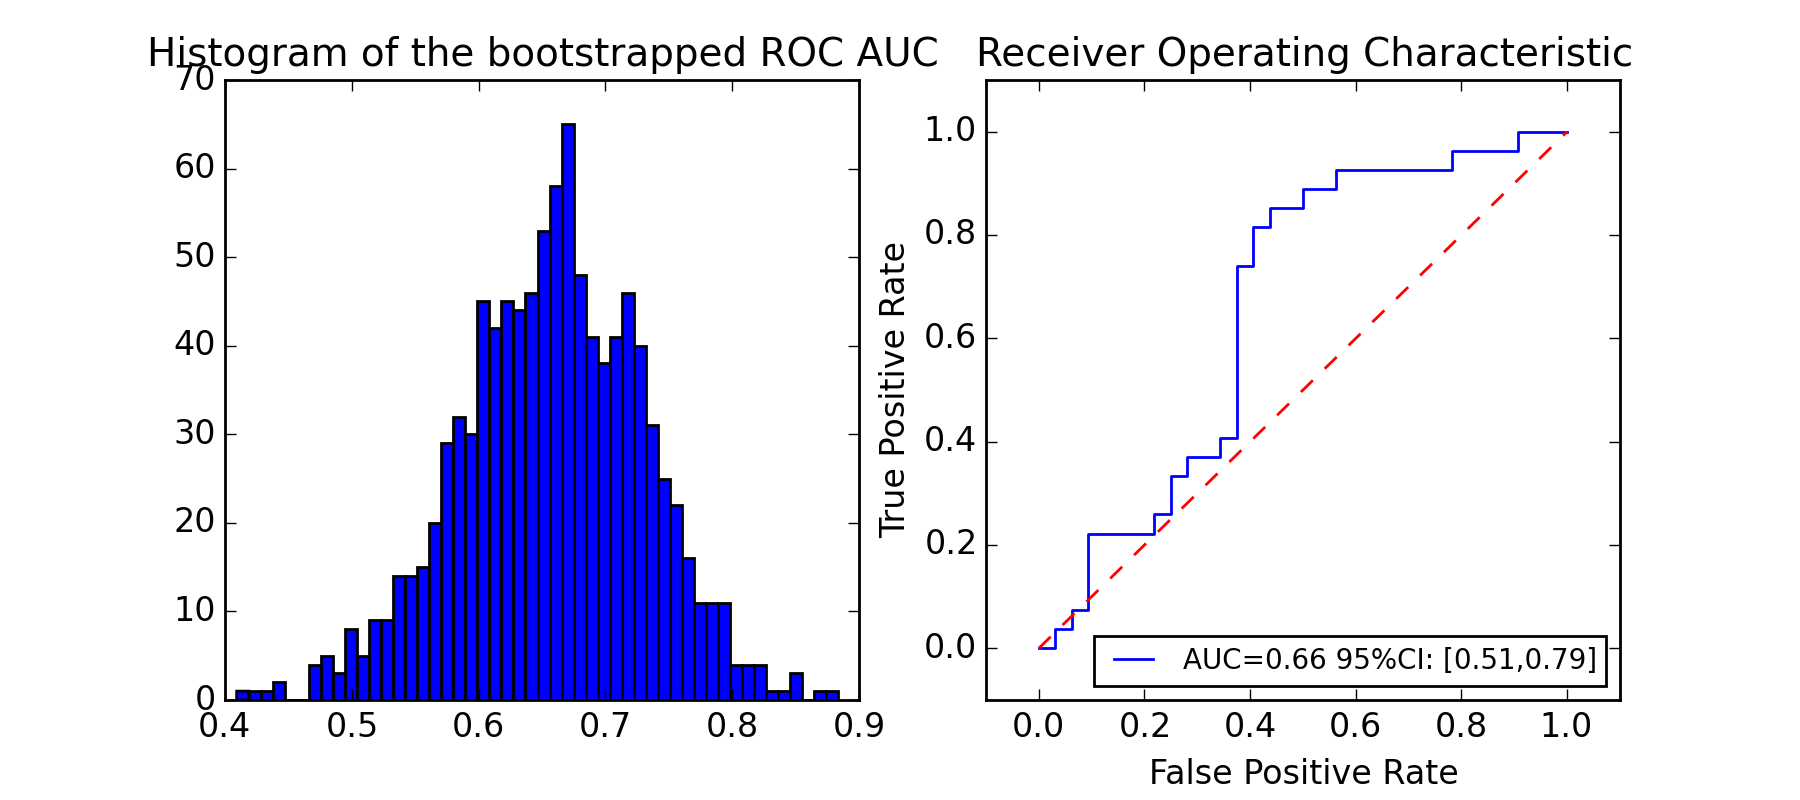 Histogram of the bootstrapped ROC AUC
70
60
50
40
30
20
10
0
0.4 0.5 0.6 0.7 0.8 0.9
Receiver Operating Characteristic
True Positive Rate
1.0
0.8
0.6
0.4
0.2
0.0
AUC=0.66 95%CI: [0.51,0.79]
0.0 0.2 0.4 0.6 0.8 1.0
False Positive Rate